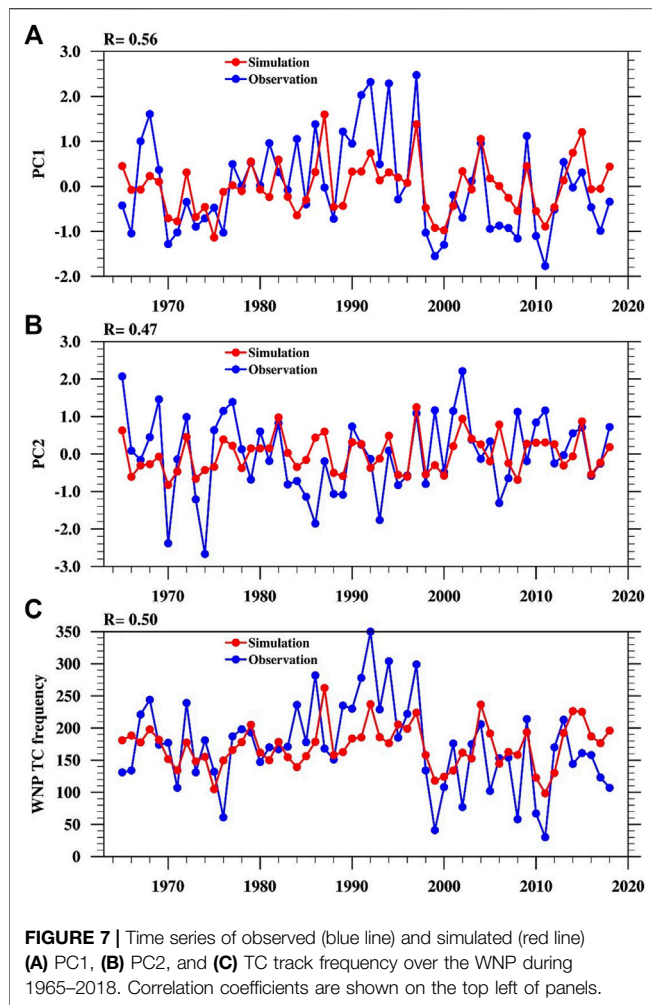 A
R= 0.56
3.0
2.0
1.0
0.0
-1.0
-2.0
PC1
Simulation
Observation
1970 1980 1990 2000 2010 2020
B
R= 0.47
3.0
2.0
1.0
0.0
-1.0
-2.0
-3.0
PC2
Simulation
Observation
1970 1980 1990 2000 2010 2020
C
R= 0.50
350
300
250
200
150
100
50
0
WNP TC frequency
Simulation
Observation
1970 1980 1990 2000 2010 2020
FIGURE 7 | Time series of observed (blue line) and simulated (red line)
(A) PC1, (B) PC2, and (C) TC track frequency over the WNP during
1965–2018. Correlation coefficients are shown on the top left of panels.